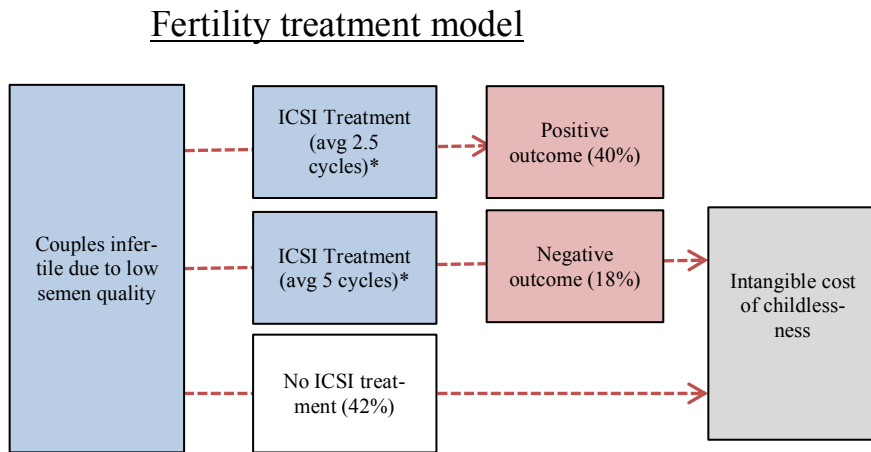 Fertility treatment model
ICSI Treatment
(avg 2.5
cycles)*
Positive
outcome (40%)
Couples infer-
tile due to low
semen quality
ICSI Treatment
(avg 5 cycles)*
Negative
outcome (18%)
Intangible cost
of childless-
ness
No ICSI treat-
ment (42%)